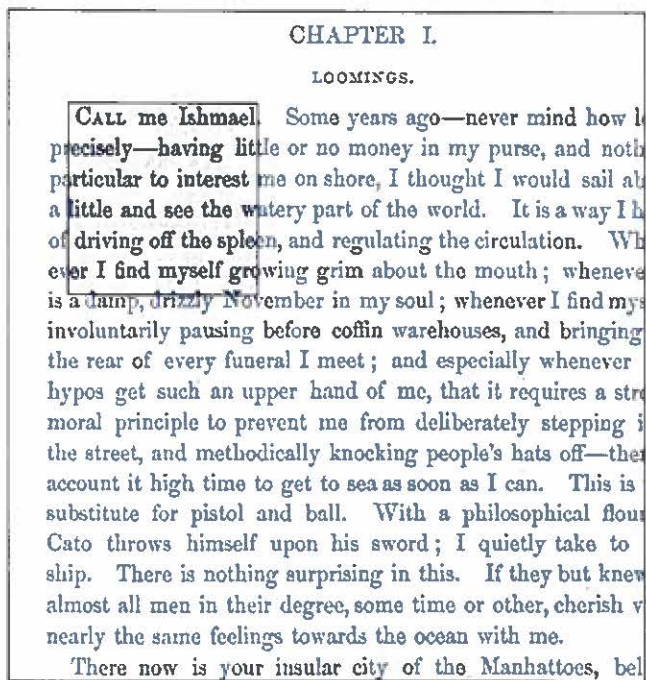 CHAPTER I.
LOOMINGS.
CALL me Ishmael. Some years ago—never mind how
precisely—having little or no money in my purse, and
particular to interest me on shore, I thought I would sail
a little and see the watery part of the world. It is a way I
of driving off the spleen, and regulating the circulation.
ever I find myself growing grim about the mouth; wheneve
is a damp, drizzly November in my soul; whenever I find
involuntarily pausing before coffin warehouses, and bringing
the rear of every funeral I meet; and especially whenever
hypos get such an upper hand of me, that it requires a
moral principle to prevent me from deliberately stepping
the street, and methodically knocking people's hats off—
account it high time to get to sea as soon as I can. This is
substitute for pistol and ball. With a philosophical
Cato throws himself upon his sword; I quietly take to
ship. There is nothing surprising in this. If they but knew
almost all men in their degree, some time or other, cherish
nearly the same feelings towards the ocean with me.
There now is your insular city of the Manhattoes,